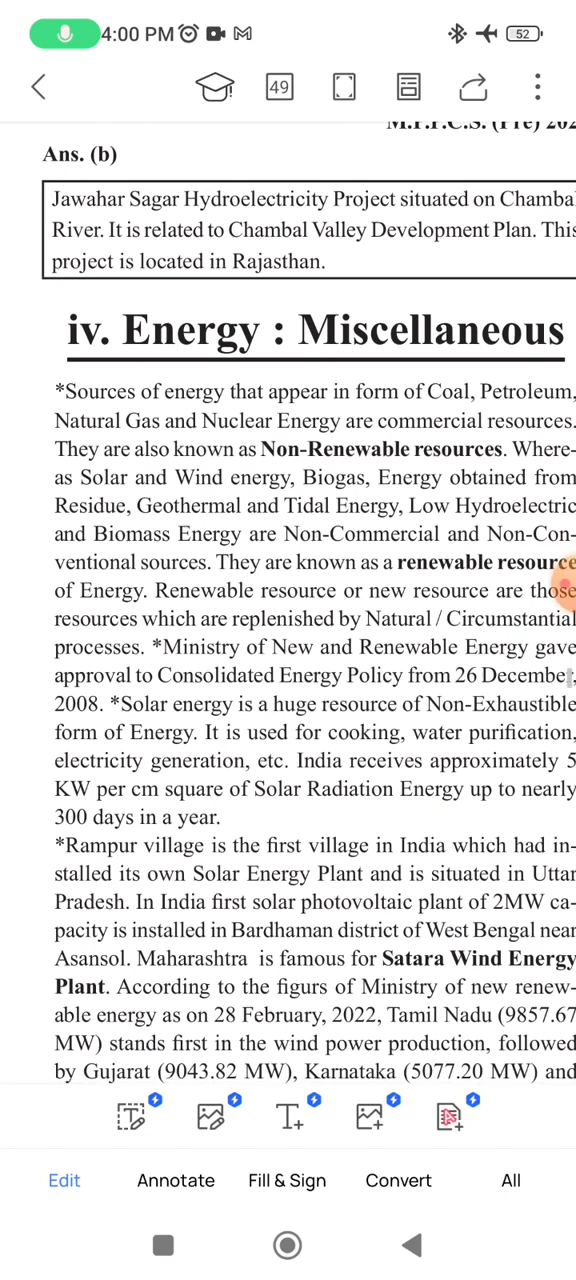 4:00 PM
52
49
Ans. (b)
Jawahar Sagar Hydroelectricity Project situated on Chambal
River. It is related to Chambal Valley Development Plan. This
project is located in Rajasthan.
iv. Energy : Miscellaneous
*Sources of energy that appear in form of Coal, Petroleum,
Natural Gas and Nuclear Energy are commercial resources.
They are also known as Non-Renewable resources. Where-
as Solar and Wind energy, Biogas, Energy obtained from
Residue, Geothermal and Tidal Energy, Low Hydroelectric
and Biomass Energy are Non-Commercial and Non-Con-
ventional sources. They are known as a renewable resource
of Energy. Renewable resource or new resource are those
resources which are replenished by Natural / Circumstantial
processes. *Ministry of New and Renewable Energy gave
approval to Consolidated Energy Policy from 26 December,
2008. *Solar energy is a huge resource of Non-Exhaustible
form of Energy. It is used for cooking, water purification,
electricity generation, etc. India receives approximately 5
KW per cm square of Solar Radiation Energy up to nearly
300 days in a year.
*Rampur village is the first village in India which had in-
stalled its own Solar Energy Plant and is situated in Uttar
Pradesh. In India first solar photovoltaic plant of 2MW ca-
pacity is installed in Bardhaman district of West Bengal near
Asansol. Maharashtra is famous for Satara Wind Energy
Plant. According to the figurs of Ministry of new renew-
able energy as on 28 February, 2022, Tamil Nadu (9857.67
MW) stands first in the wind power production, followed
by Gujarat (9043.82 MW), Karnataka (5077.20 MW) and
Edit Annotate Fill & Sign Convert All